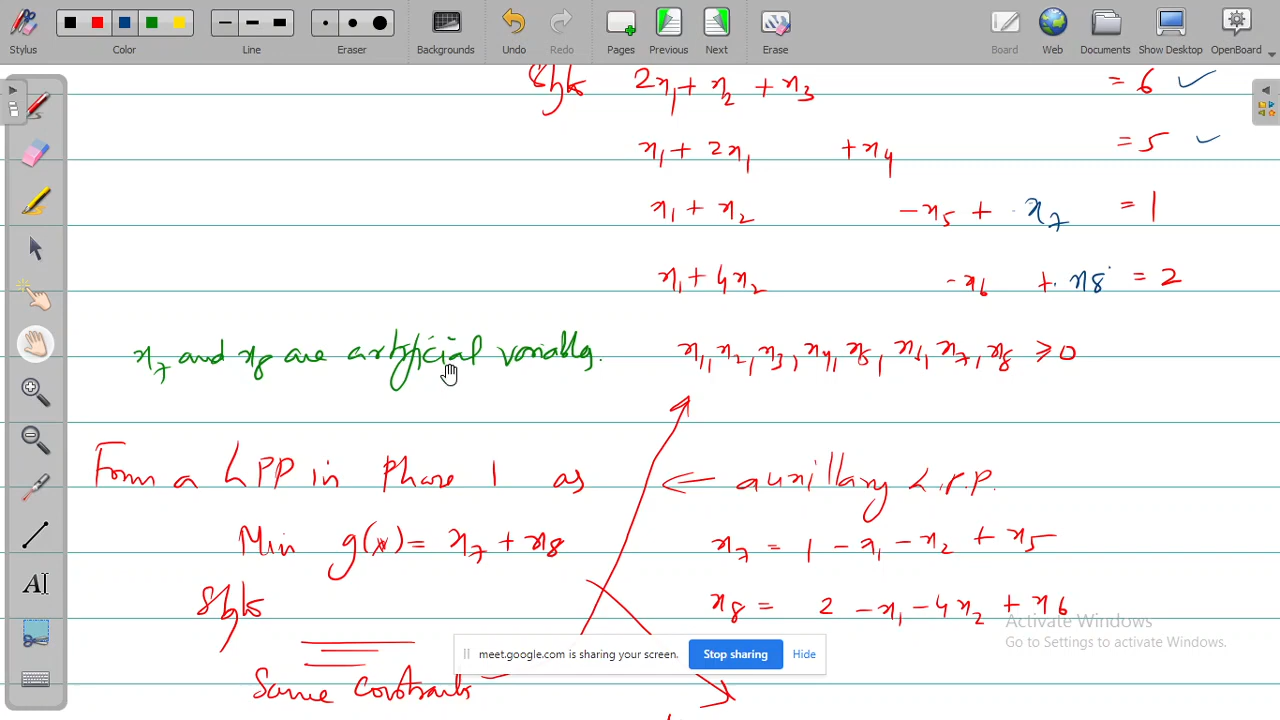 Stylus Color Line Eraser Backgrounds Undo Redo Pages Previous Next Erase Board Web Documents Show Desktop OpenBoard
2x₁ + x₂ + x₃ = 6 ✓
x₁ + 2x₁ + x₄ = 5 ✓
x₁ + x₂ - x₅ + x₇ = 1
x₁ + 4x₂ - x₆ + x8 = 2
x₇ and x8 are artificial variables. x₁, x₂, x₃, x₄, x8, x₇, x8 ≥ 0
Form a LPP in Phase 1 as ← auxillary L.P.P.
Min g(x) = x₇ + x8 x₇ = 1 - x₁ - x₂ + x₅
x8 = 2 - x₁ - 4x₂ + x6
Activate Windows
Go to Settings to activate Windows.
meet.google.com is sharing your screen. Stop sharing Hide
Same constraints